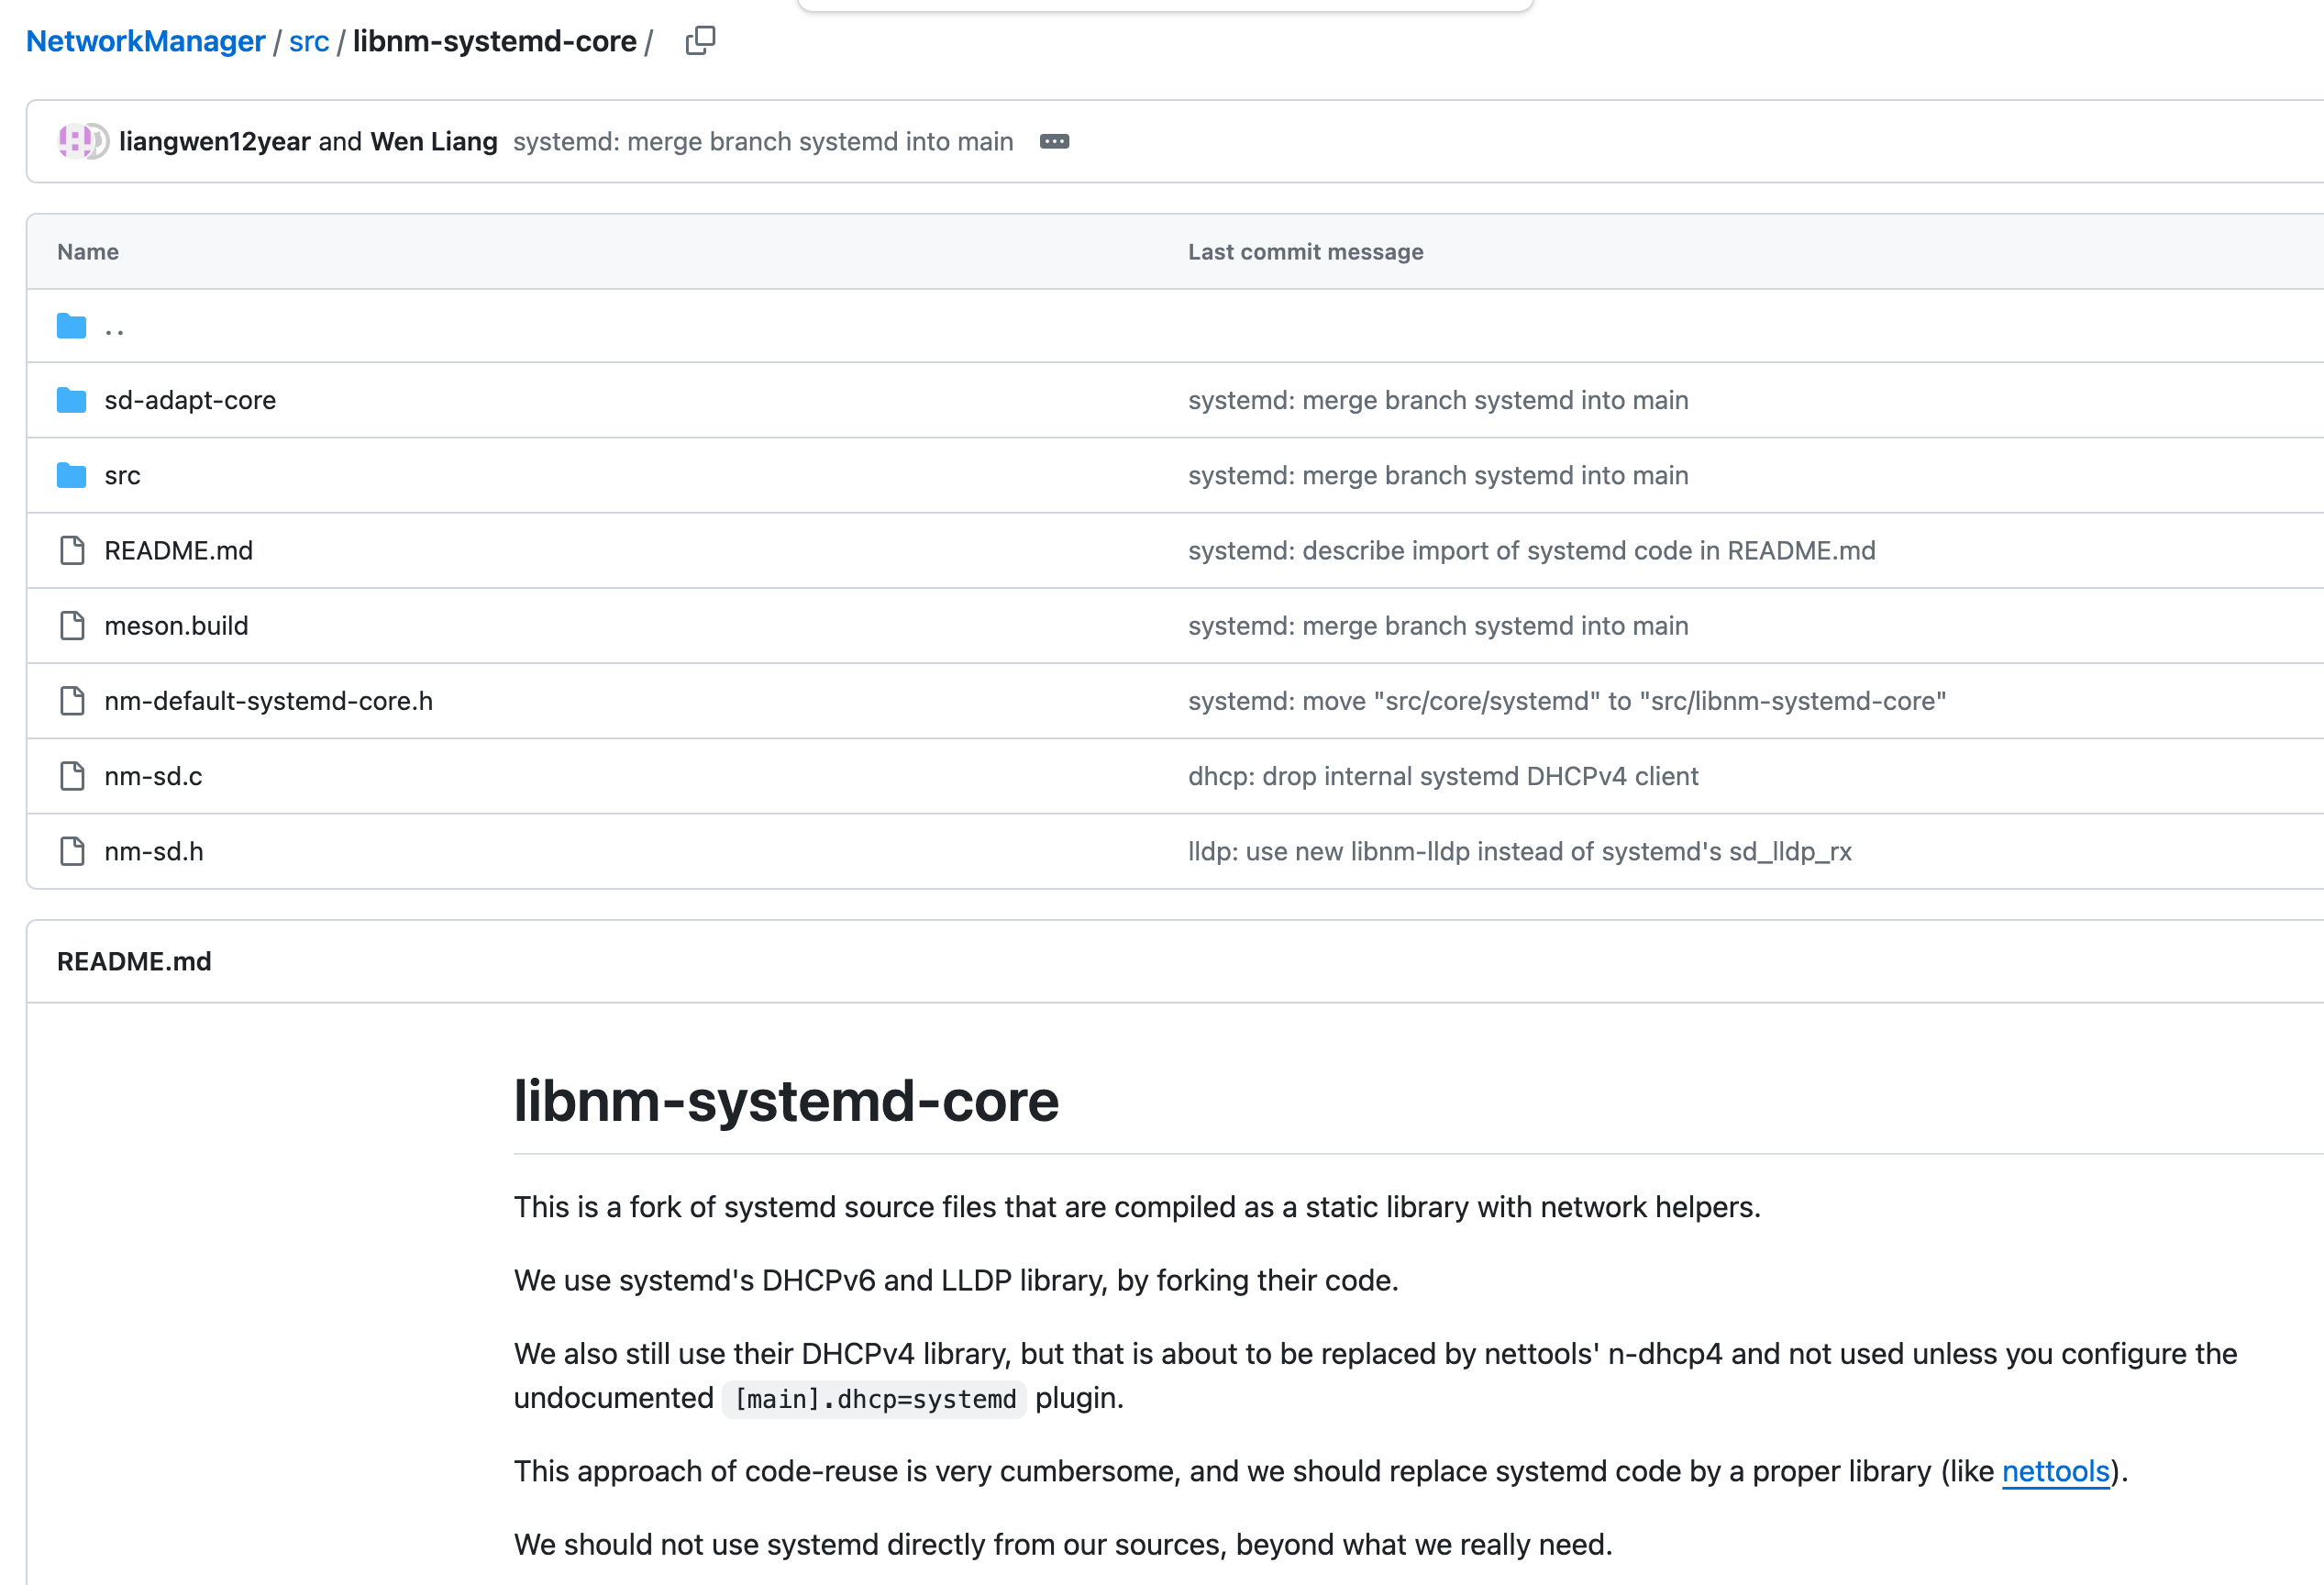 NetworkManager / src / libnm-systemd-core /
liangwen12year and Wen Liang systemd: merge branch systemd into main
Name Last commit message
..
sd-adapt-core systemd: merge branch systemd into main
src systemd: merge branch systemd into main
README.md systemd: describe import of systemd code in README.md
meson.build systemd: merge branch systemd into main
nm-default-systemd-core.h systemd: move "src/core/systemd" to "src/libnm-systemd-core"
nm-sd.c dhcp: drop internal systemd DHCPv4 client
nm-sd.h lldp: use new libnm-lldp instead of systemd's sd_lldp_rx
README.md
libnm-systemd-core
This is a fork of systemd source files that are compiled as a static library with network helpers.
We use systemd's DHCPv6 and LLDP library, by forking their code.
We also still use their DHCPv4 library, but that is about to be replaced by nettools' n-dhcp4 and not used unless you configure the
undocumented [main].dhcp=systemd plugin.
This approach of code-reuse is very cumbersome, and we should replace systemd code by a proper library (like nettools).
We should not use systemd directly from our sources, beyond what we really need.